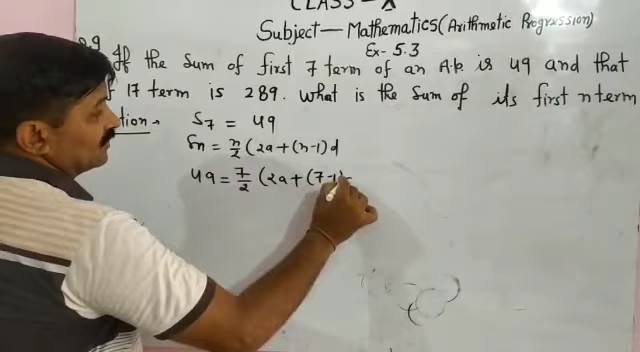 CLASS - X
Subject — Mathematics (Arithmetic Progression)
Ex - 5.3
9 If the sum of first 7 term of an A.P. is 49 and that
17 term is 289. What is the sum of its first n term
tion →
S₇ = 49
Sn = n/2 (2a + (n-1)d
49 = 7/2 (2a + (7-1)